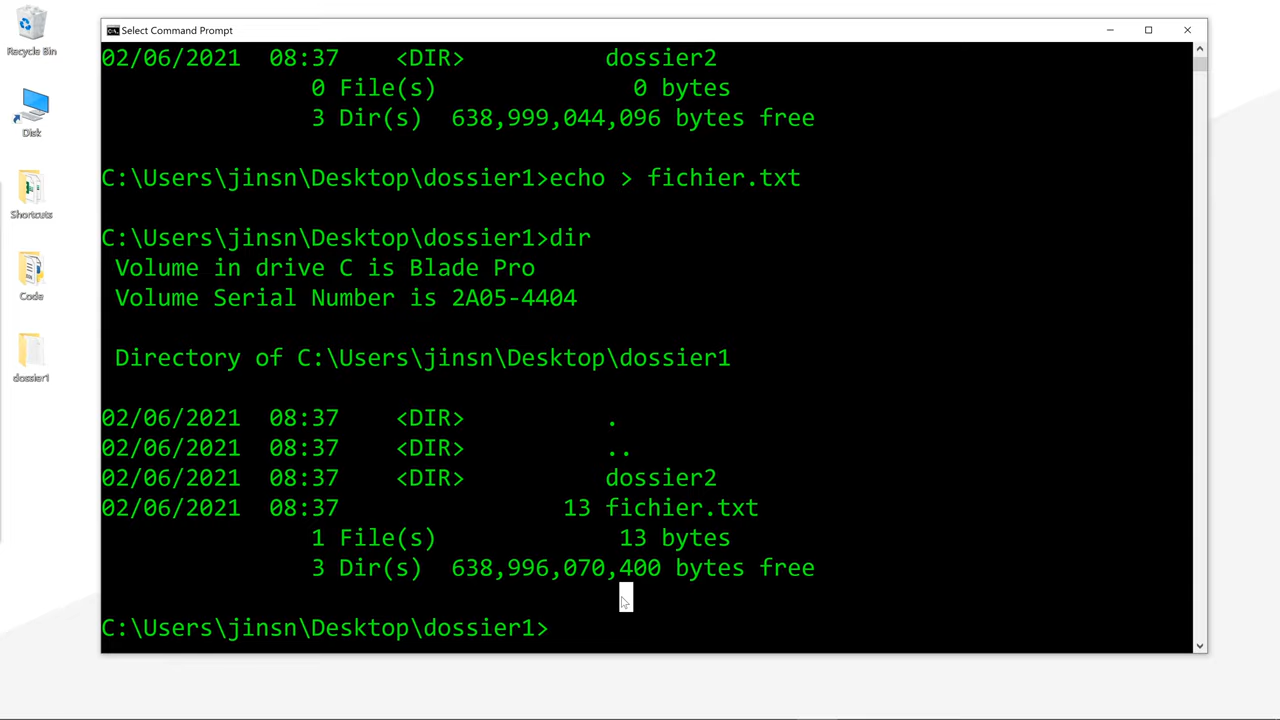 Select Command Prompt
Recycle Bin
Disk
Shortcuts
Code
dossier1
02/06/2021  08:37    <DIR>          dossier2
               0 File(s)              0 bytes
               3 Dir(s)  638,999,044,096 bytes free
C:\Users\jinsn\Desktop\dossier1>echo > fichier.txt
C:\Users\jinsn\Desktop\dossier1>dir
 Volume in drive C is Blade Pro
 Volume Serial Number is 2A05-4404
 Directory of C:\Users\jinsn\Desktop\dossier1
02/06/2021  08:37    <DIR>          .
02/06/2021  08:37    <DIR>          ..
02/06/2021  08:37    <DIR>          dossier2
02/06/2021  08:37                13 fichier.txt
               1 File(s)             13 bytes
               3 Dir(s)  638,996,070,400 bytes free
C:\Users\jinsn\Desktop\dossier1>